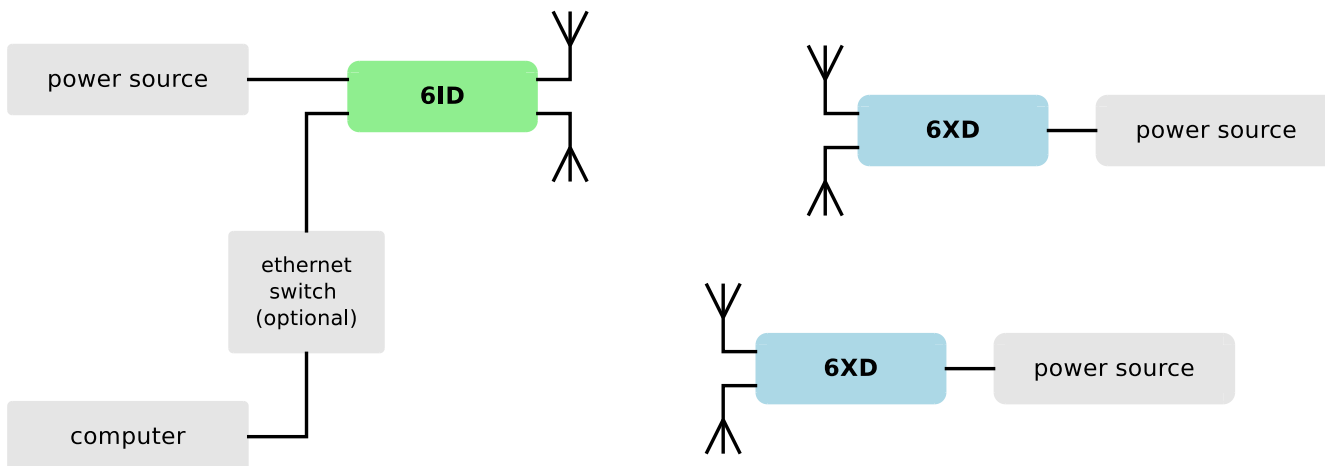 power source
6ID
6XD
power source
ethernet
switch
(optional)
6XD
power source
computer